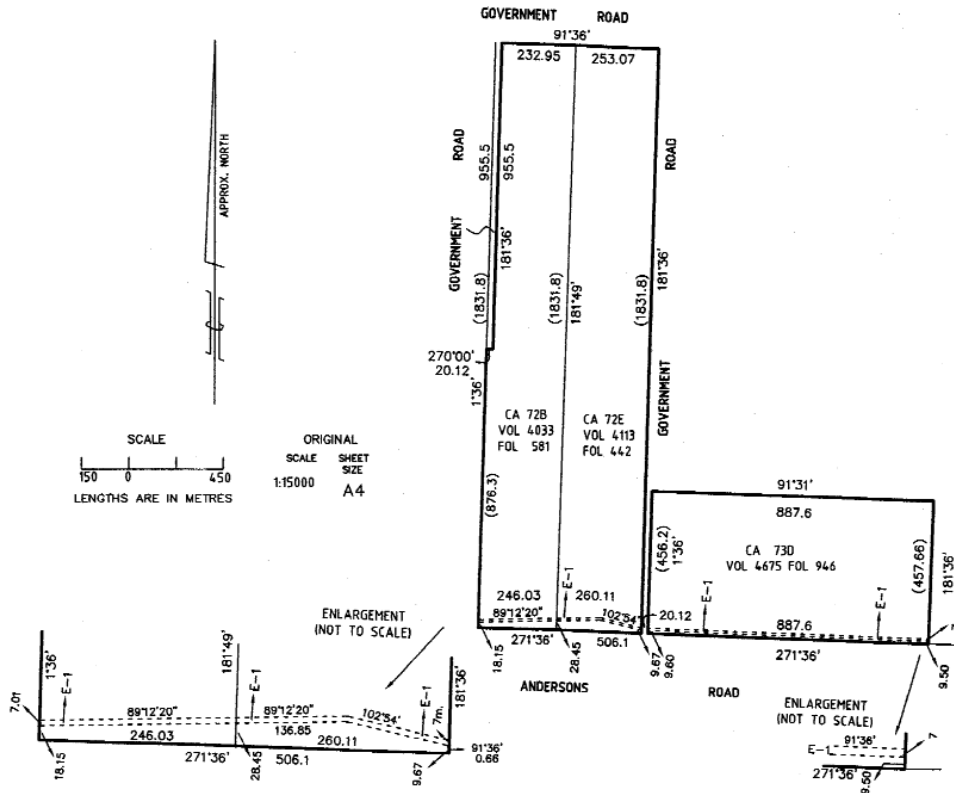 GOVERNMENT ROAD
91°36'
232.95 253.07
APPROX. NORTH
GOVERNMENT ROAD
955.5
955.5
181°36'
(1831.8)
(1831.8)
181°49'
(1831.8)
ROAD
181°36'
GOVERNMENT
270°00'
20.12
1°36'
(876.3)
CA 72B
VOL 4033
FOL 581
CA 72E
VOL 4113
FOL 442
SCALE
150 0 450
LENGTHS ARE IN METRES
ORIGINAL
SCALE SHEET SIZE
1:15000 A4
91°31'
887.6
(456.2)
1°36'
CA 73D
VOL 4675 FOL 946
(457.66)
181°36'
E-1
246.03 260.11
89°12'20" 102°54'
20.12
E-1
E-1
887.6
18.15
271°36'
28.45
506.1
9.67
9.60
271°36'
7
9.50
ANDERSONS ROAD
ENLARGEMENT
(NOT TO SCALE)
1°36'
181°49'
E-1
E-1
E-1
181°36'
7.01
89°12'20" 89°12'20" 102°54'
7m.
246.03 136.85 260.11
18.15
271°36'
28.45
506.1
9.67
91°36'
0.66
ENLARGEMENT
(NOT TO SCALE)
91°36'
E-1
7
271°36'
9.50